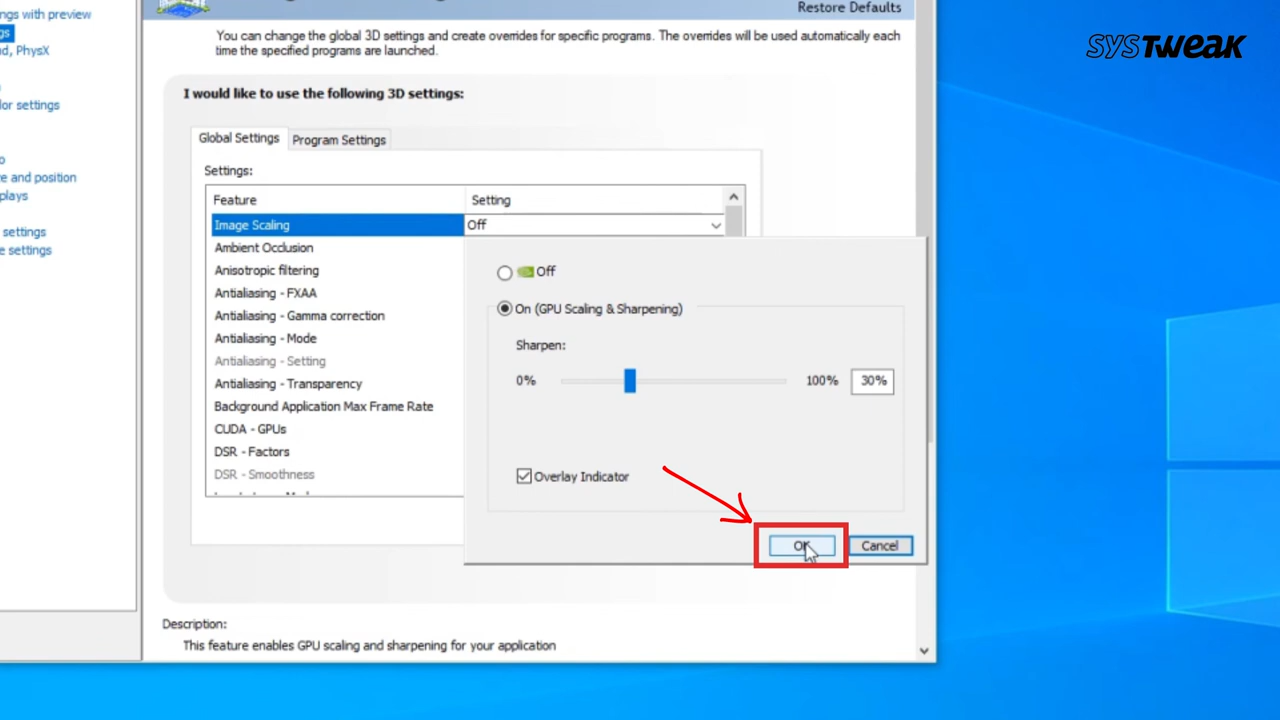 ngs with preview
gs
nd, PhysX
lor settings
o
ze and position
plays
settings
e settings
Restore Defaults
You can change the global 3D settings and create overrides for specific programs. The overrides will be used automatically each
time the specified programs are launched.
I would like to use the following 3D settings:
Global Settings
Program Settings
Settings:
Feature
Setting
Image Scaling
Off
Ambient Occlusion
Anisotropic filtering
Antialiasing - FXAA
Antialiasing - Gamma correction
Antialiasing - Mode
Antialiasing - Setting
Antialiasing - Transparency
Background Application Max Frame Rate
CUDA - GPUs
DSR - Factors
DSR - Smoothness
Off
On (GPU Scaling & Sharpening)
Sharpen:
0%
100%
30%
Overlay Indicator
OK
Cancel
Description:
This feature enables GPU scaling and sharpening for your application
SYSTWEAK